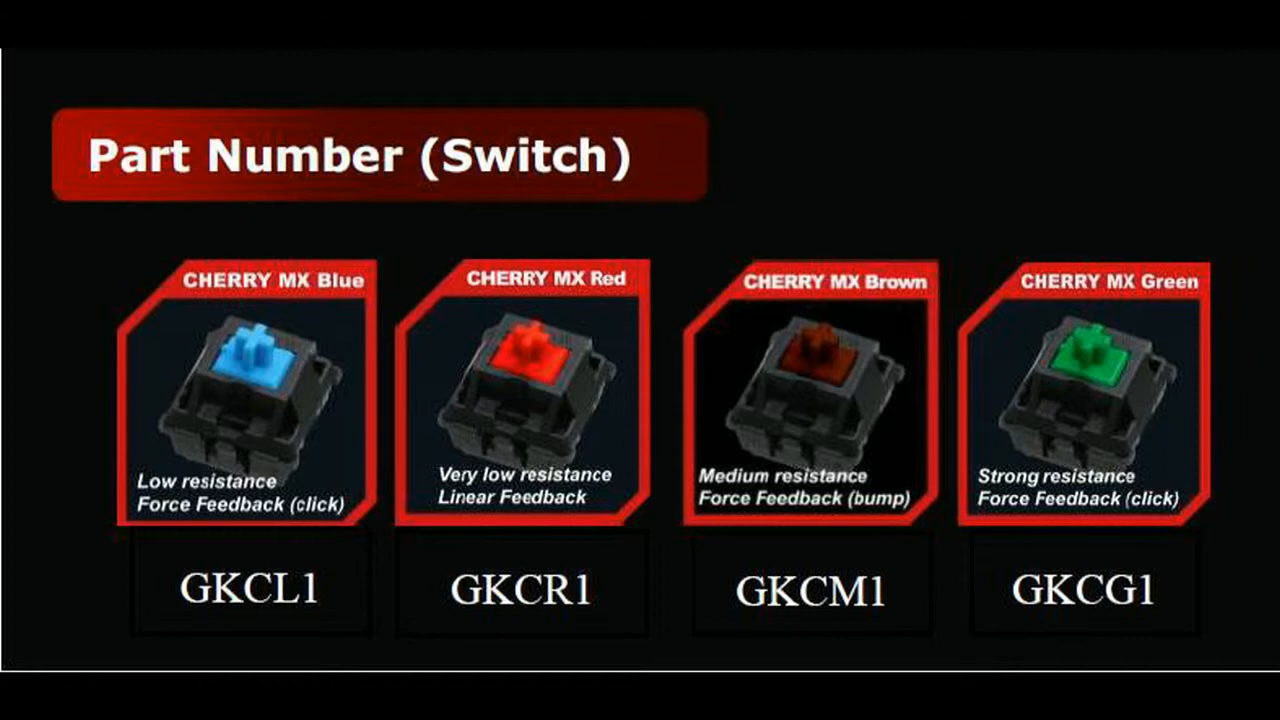 Part Number (Switch)
CHERRY MX Blue
Low resistance
Force Feedback (click)
GKCL1
CHERRY MX Red
Very low resistance
Linear Feedback
GKCR1
CHERRY MX Brown
Medium resistance
Force Feedback (bump)
GKCM1
CHERRY MX Green
Strong resistance
Force Feedback (click)
GKCG1